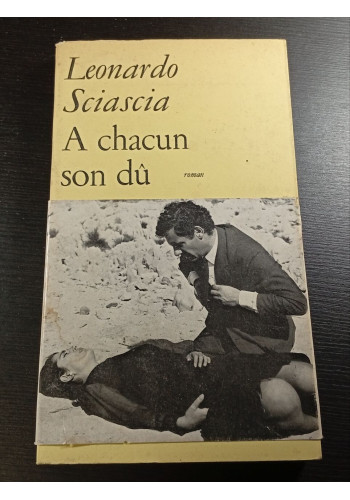 Leonardo
Sciascia
A chacun
son dû
roman